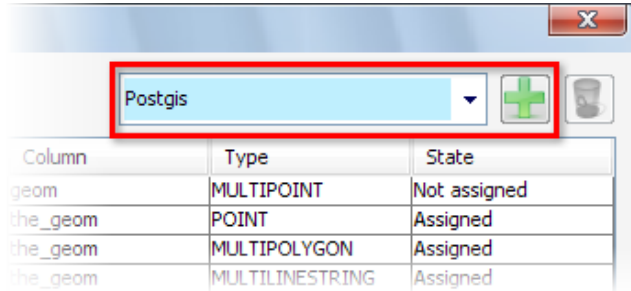 Postgis
Column Type State
geom MULTIPOINT Not assigned
the_geom POINT Assigned
the_geom MULTIPOLYGON Assigned
the_geom MULTILINESTRING Assigned